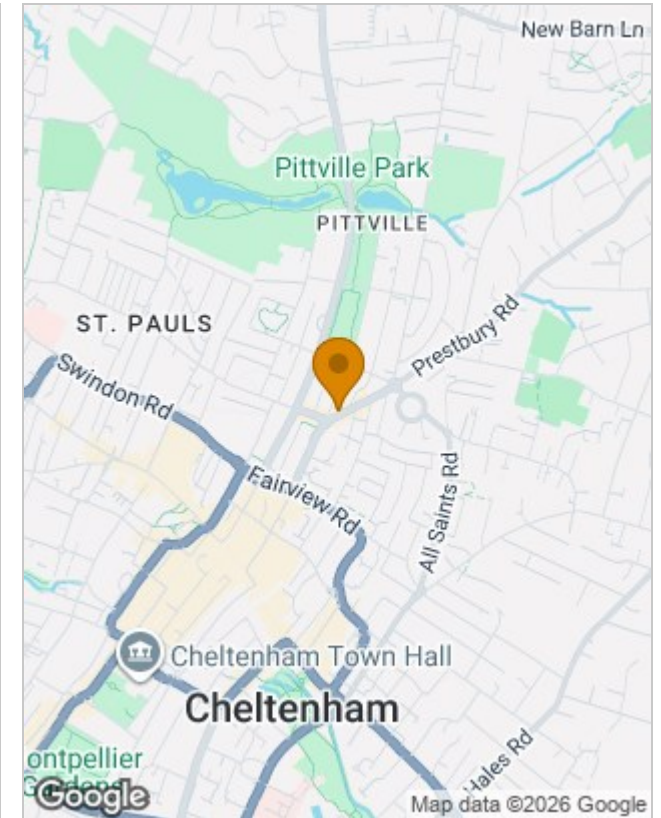 New Barn Ln
Pittville Park
PITTVILLE
ST. PAULS
Prestbury Rd
Swindon Rd
Fairview Rd
All Saints Rd
Cheltenham Town Hall
Cheltenham
Hales Rd
ontpellier
Gardens
Google
Map data ©2026 Google